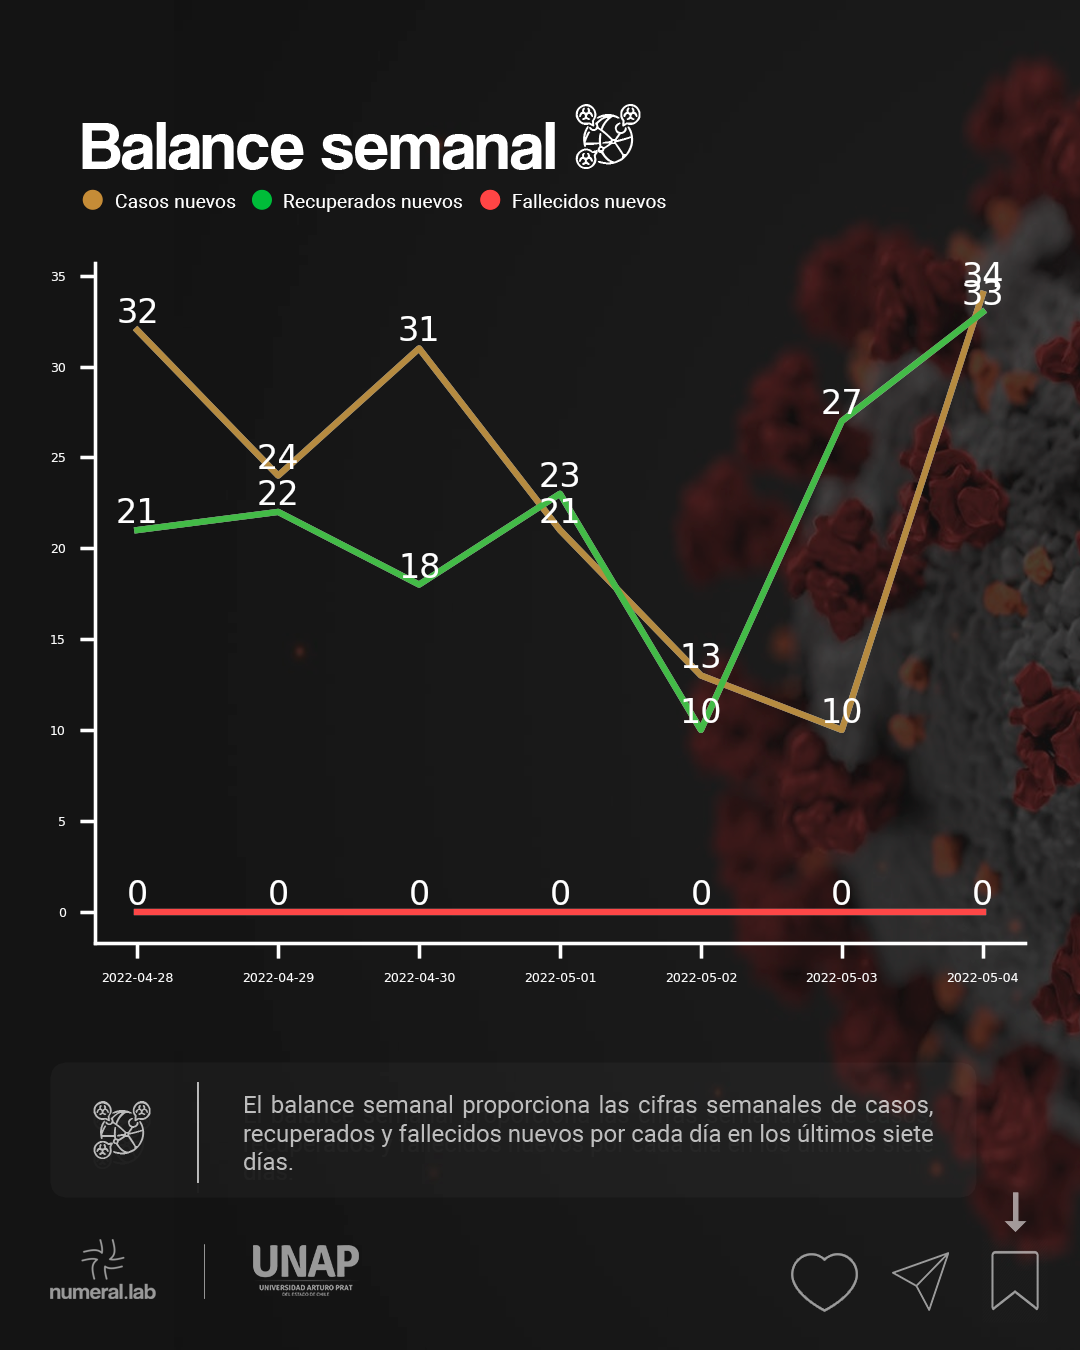 Balance semanal
Casos nuevos Recuperados nuevos Fallecidos nuevos
35
30
25
20
15
10
5
0
32 24 31 21 13 10 34
21 22 18 23 10 27 33
0 0 0 0 0 0 0
2022-04-28 2022-04-29 2022-04-30 2022-05-01 2022-05-02 2022-05-03 2022-05-04
El balance semanal proporciona las cifras semanales de casos,
recuperados y fallecidos nuevos por cada día en los últimos siete
días.
numeral.lab
UNAP
UNIVERSIDAD ARTURO PRAT
DEL ESTADO DE CHILE